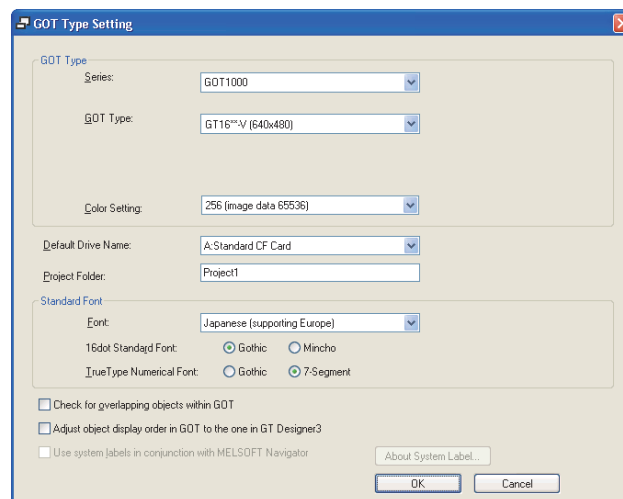 GOT Type Setting
GOT Type
Series: GOT1000
GOT Type: GT16**-V (640x480)
Color Setting: 256 (image data 65536)
Default Drive Name: A:Standard CF Card
Project Folder: Project1
Standard Font
Font: Japanese (supporting Europe)
16dot Standard Font: Gothic Mincho
TrueType Numerical Font: Gothic 7-Segment
Check for overlapping objects within GOT
Adjust object display order in GOT to the one in GT Designer3
Use system labels in conjunction with MELSOFT Navigator About System Label...
OK Cancel